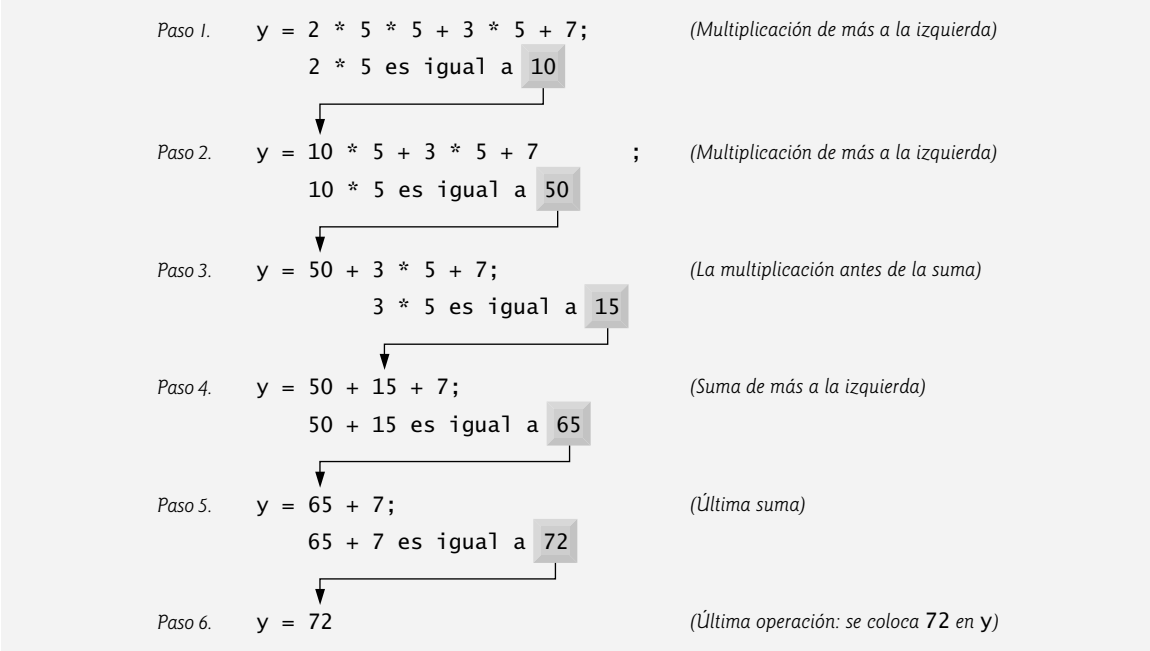 Paso 1. y = 2 * 5 * 5 + 3 * 5 + 7; (Multiplicación de más a la izquierda)
2 * 5 es igual a 10
Paso 2. y = 10 * 5 + 3 * 5 + 7 ; (Multiplicación de más a la izquierda)
10 * 5 es igual a 50
Paso 3. y = 50 + 3 * 5 + 7; (La multiplicación antes de la suma)
3 * 5 es igual a 15
Paso 4. y = 50 + 15 + 7; (Suma de más a la izquierda)
50 + 15 es igual a 65
Paso 5. y = 65 + 7; (Última suma)
65 + 7 es igual a 72
Paso 6. y = 72 (Última operación: se coloca 72 en y)